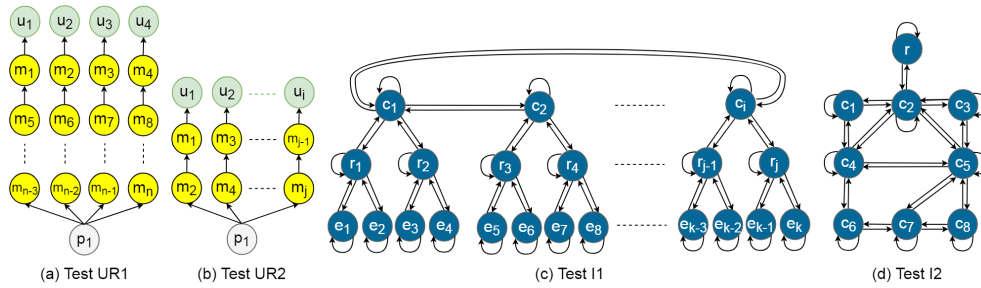 u1 u2 u3 u4
m1 m2 m3 m4
m5 m6 m7 m8
mn-3 mn-2 mn-1 mn
p1
(a) Test UR1
u1 u2 ui
m1 m3 mj-1
m2 m4 mj
p1
(b) Test UR2
c1 c2 ci
r1 r2 r3 r4 rj-1 rj
e1 e2 e3 e4 e5 e6 e7 e8 ek-3 ek-2 ek-1 ek
(c) Test I1
r
c1 c2 c3
c4 c5
c6 c7 c8
(d) Test I2